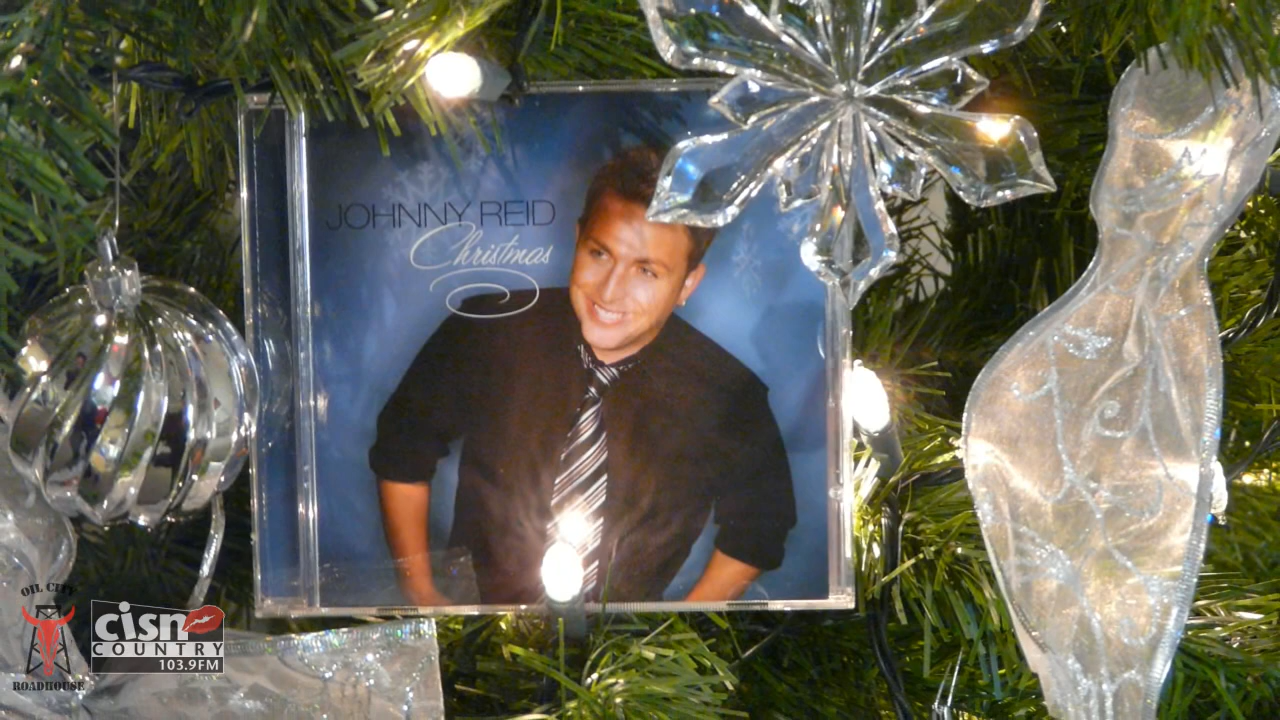 JOHNNY REID
Christmas
OIL CITY
ROADHOUSE
cisn
COUNTRY
103.9FM